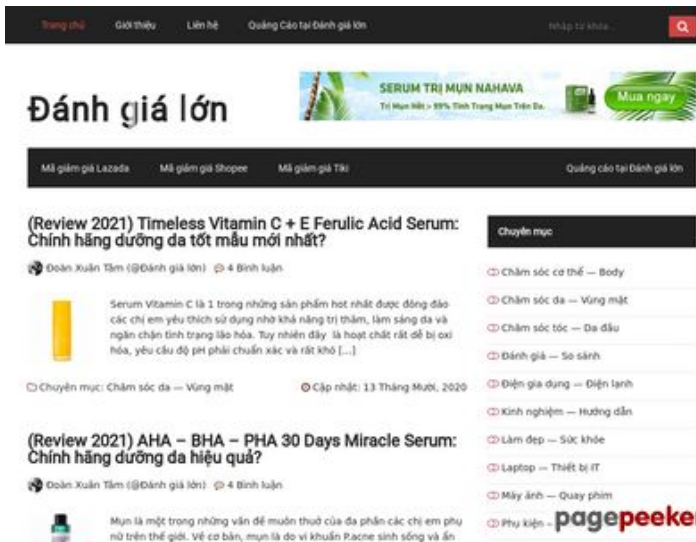 Trang chủ Giới thiệu Liên hệ Quảng Cáo tại Đánh giá lớn Nhập từ khóa...
Đánh giá lớn
SERUM TRỊ MỤN NAHAVA
Trị Mụn Hết > 99% Tình Trạng Mụn Trên Da.
Mua ngay
Mã giảm giá Lazada Mã giảm giá Shopee Mã giảm giá Tiki Quảng cáo tại Đánh giá lớn
(Review 2021) Timeless Vitamin C + E Ferulic Acid Serum:
Chính hãng dưỡng da tốt mẫu mới nhất?
Đoàn Xuân Tâm (@Đánh giá lớn) 4 Bình luận
Serum Vitamin C là 1 trong những sản phẩm hot nhất được đông đảo
các chị em yêu thích sử dụng nhờ khả năng trị thâm, làm sáng da và
ngăn chặn tình trạng lão hóa. Tuy nhiên đây là hoạt chất rất dễ bị oxi
hóa, yêu cầu độ pH phải chuẩn xác và rất khó [...]
Chuyên mục: Chăm sóc da — Vùng mặt Cập nhật: 13 Tháng Mười, 2020
(Review 2021) AHA – BHA – PHA 30 Days Miracle Serum:
Chính hãng dưỡng da hiệu quả?
Đoàn Xuân Tâm (@Đánh giá lớn) 4 Bình luận
Mụn là một trong những vấn đề muôn thuở của đa phần các chị em phụ
nữ trên thế giới. Về cơ bản, mụn là do vi khuẩn P.acne sinh sống và ẩn
Chuyên mục
Chăm sóc cơ thể — Body
Chăm sóc da — Vùng mặt
Chăm sóc tóc — Da đầu
Đánh giá — So sánh
Điện gia dụng — Điện lạnh
Kinh nghiệm — Hướng dẫn
Làm đẹp — Sức khỏe
Laptop — Thiết bị IT
Máy ảnh — Quay phim
Phụ kiện –
pagepeeker